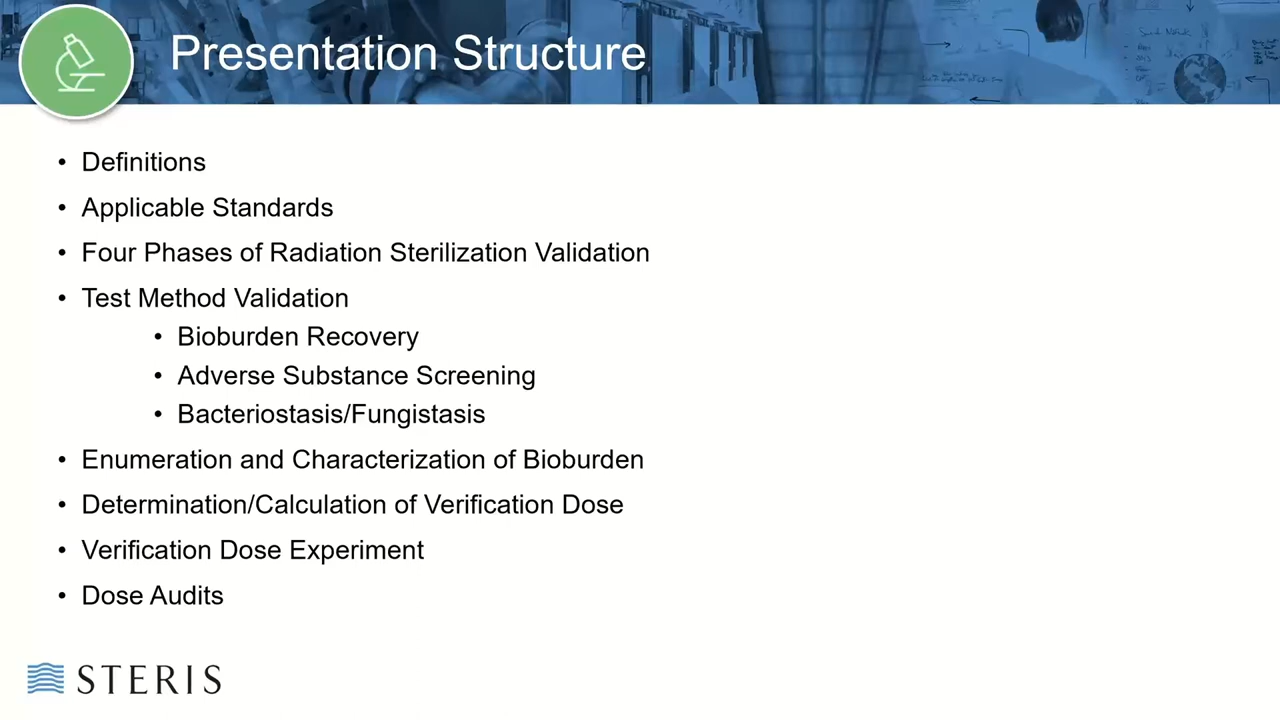 Presentation Structure
• Definitions
• Applicable Standards
• Four Phases of Radiation Sterilization Validation
• Test Method Validation
• Bioburden Recovery
• Adverse Substance Screening
• Bacteriostasis/Fungistasis
• Enumeration and Characterization of Bioburden
• Determination/Calculation of Verification Dose
• Verification Dose Experiment
• Dose Audits
STERIS